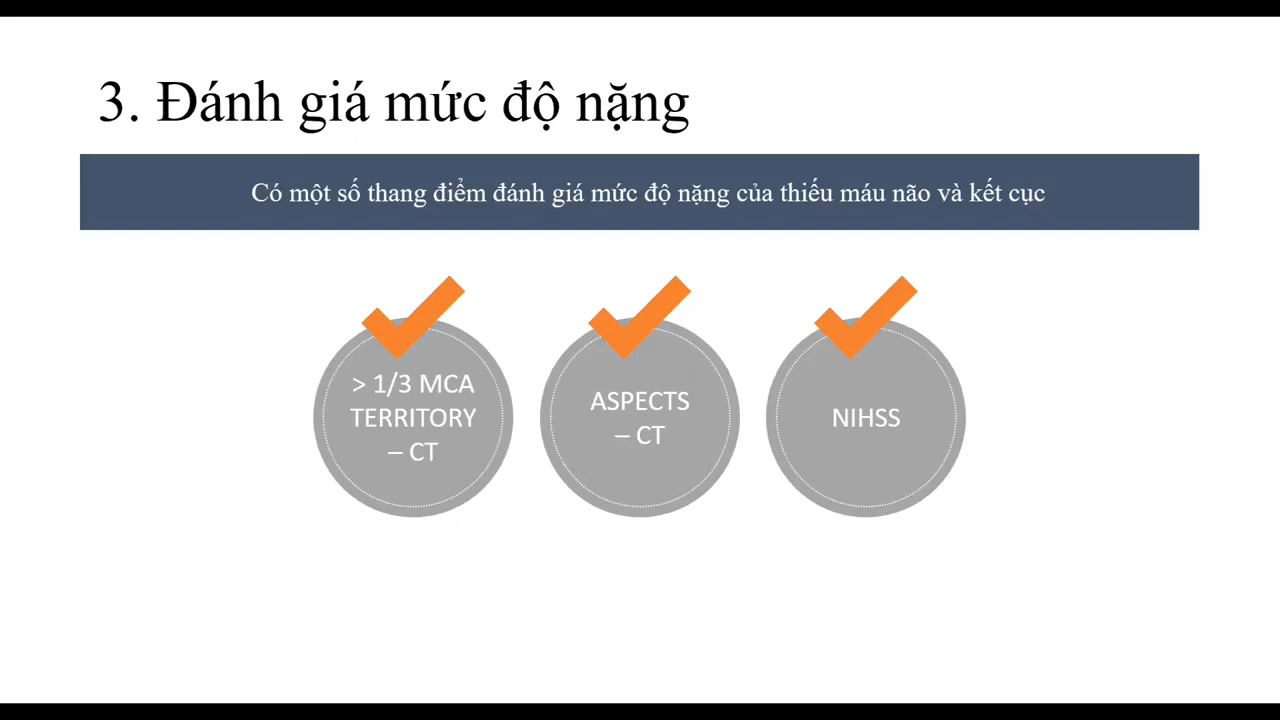 3. Đánh giá mức độ nặng
Có một số thang điểm đánh giá mức độ nặng của thiếu máu não và kết cục
> 1/3 MCA
TERRITORY
– CT
ASPECTS
– CT
NIHSS